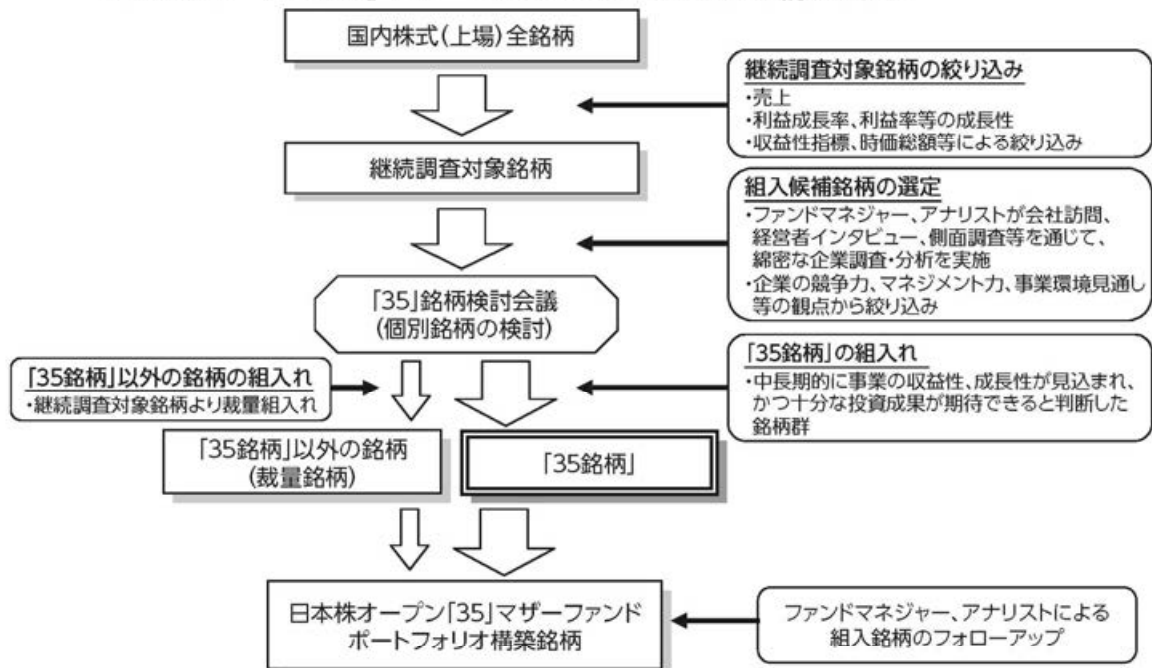 国内株式(上場)全銘柄
継続調査対象銘柄の絞り込み
・売上
・利益成長率、利益率等の成長性
・収益性指標、時価総額等による絞り込み
継続調査対象銘柄
組入候補銘柄の選定
・ファンドマネジャー、アナリストが会社訪問、
経営者インタビュー、側面調査等を通じて、
綿密な企業調査・分析を実施
・企業の競争力、マネジメント力、事業環境見通し
等の観点から絞り込み
「35」銘柄検討会議
(個別銘柄の検討)
「35銘柄」以外の銘柄の組入れ
・継続調査対象銘柄より裁量組入れ
「35銘柄」の組入れ
・中長期的に事業の収益性、成長性が見込まれ、
かつ十分な投資成果が期待できると判断した
銘柄群
「35銘柄」以外の銘柄
(裁量銘柄)
「35銘柄」
日本株オープン「35」マザーファンド
ポートフォリオ構築銘柄
ファンドマネジャー、アナリストによる
組入銘柄のフォローアップ